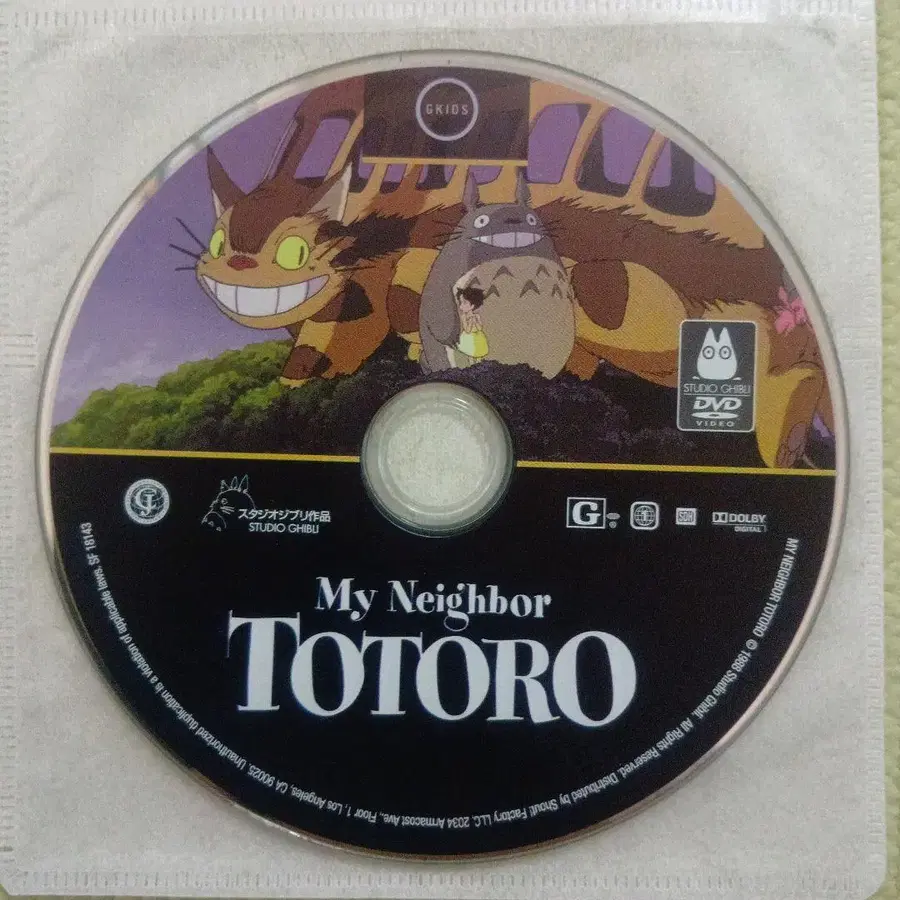 GKIDS
STUDIO GHIBLI
DVD
VIDEO
スタジオジブリ作品
STUDIO GHIBLI
G
DOLBY
DIGITAL
My Neighbor
TOTORO
MY NEIGHBOR TOTORO © 1988 Studio Ghibli. All Rights Reserved. Distributed by Shout! Factory LLC, 2034 Armacost Ave., Floor 1, Los Angeles, CA 90025. Unauthorized duplication is a violation of applicable laws. SF 18143